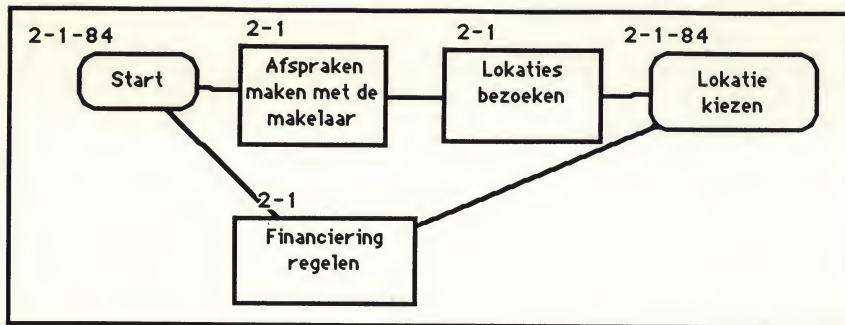 2-1-84
Start
2-1
Afspraken
maken met de
makelaar
2-1
Lokaties
bezoeken
2-1-84
Lokatie
kiezen
2-1
Financiering
regelen